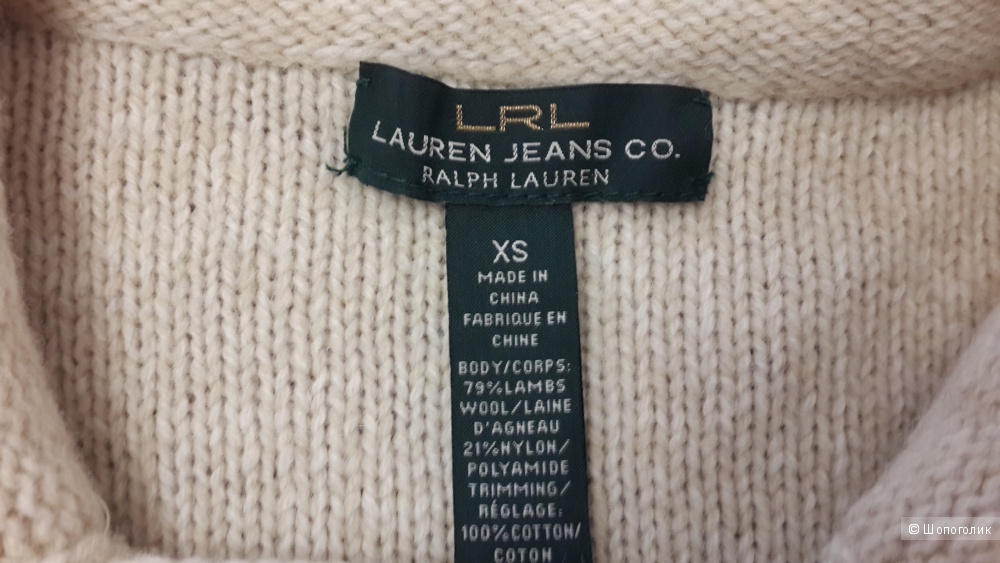 LRL
LAUREN JEANS CO.
RALPH LAUREN
XS
MADE IN
CHINA
FABRIQUE EN
CHINE
BODY/CORPS:
79%LAMBS
WOOL/LAINE
D'AGNEAU
21%NYLON/
POLYAMIDE
TRIMMING/
RÉGLAGE:
100%COTTON/
COTON
© Шопоголик